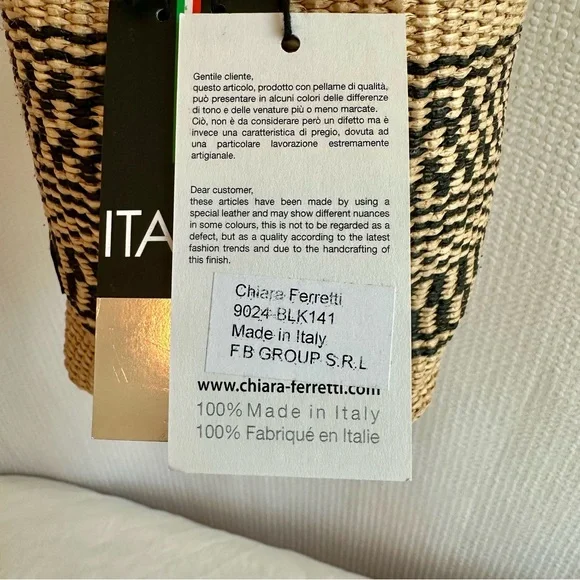 ITA
Gentile cliente,
questo articolo, prodotto con pellame di qualità,
può presentare in alcuni colori delle differenze
di tono e delle venature più o meno marcate.
Ciò, non è da considerare però un difetto ma è
invece una caratteristica di pregio, dovuta ad
una particolare lavorazione estremamente
artigianale.
Dear customer,
these articles have been made by using a
special leather and may show different nuances
in some colours, this is not to be regarded as a
defect, but as a quality according to the latest
fashion trends and due to the handcrafting of
this finish.
Chiara Ferretti
9024-BLK141
Made in Italy
F B GROUP S.R.L
www.chiara-ferretti.com
100% Made in Italy
100% Fabriqué en Italie